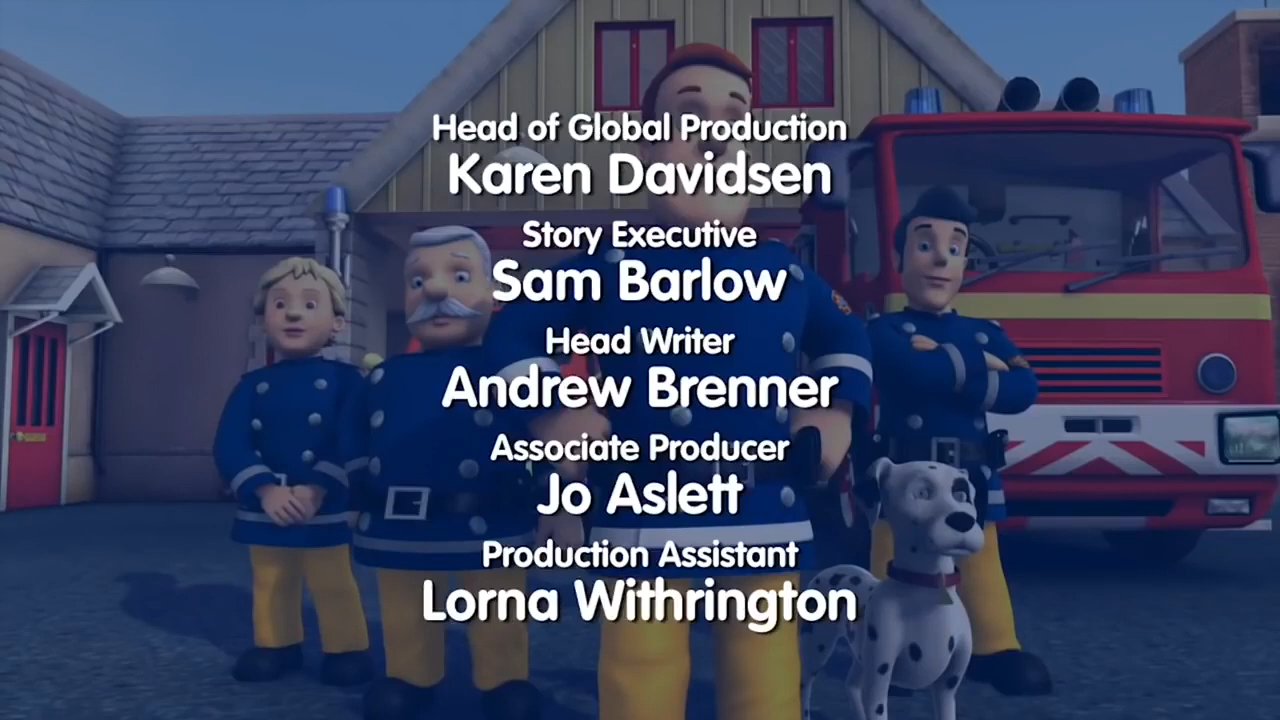 Head of Global Production
Karen Davidsen
Story Executive
Sam Barlow
Head Writer
Andrew Brenner
Associate Producer
Jo Aslett
Production Assistant
Lorna Withrington